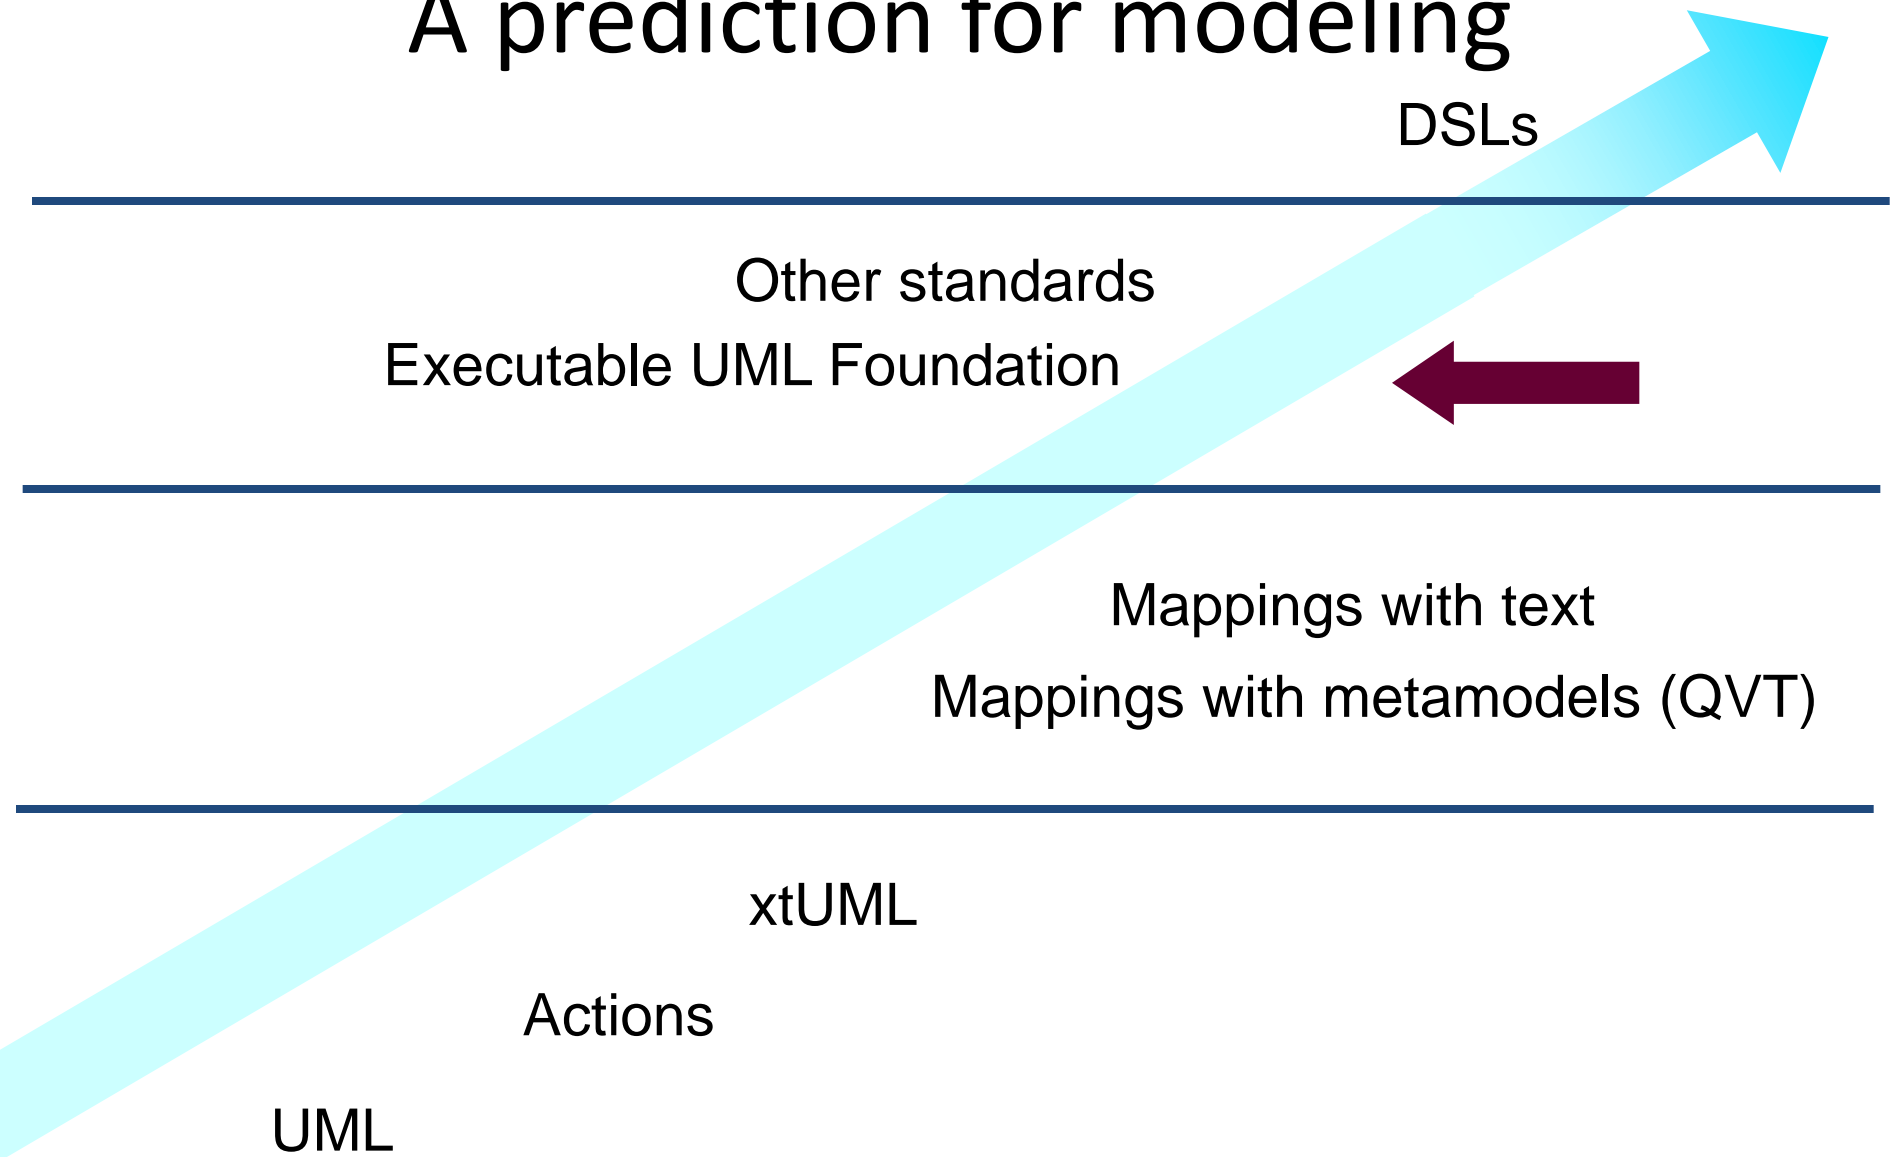 A prediction for modeling
DSLs
Other standards
Executable UML Foundation
Mappings with text
Mappings with metamodels (QVT)
xtUML
Actions
UML